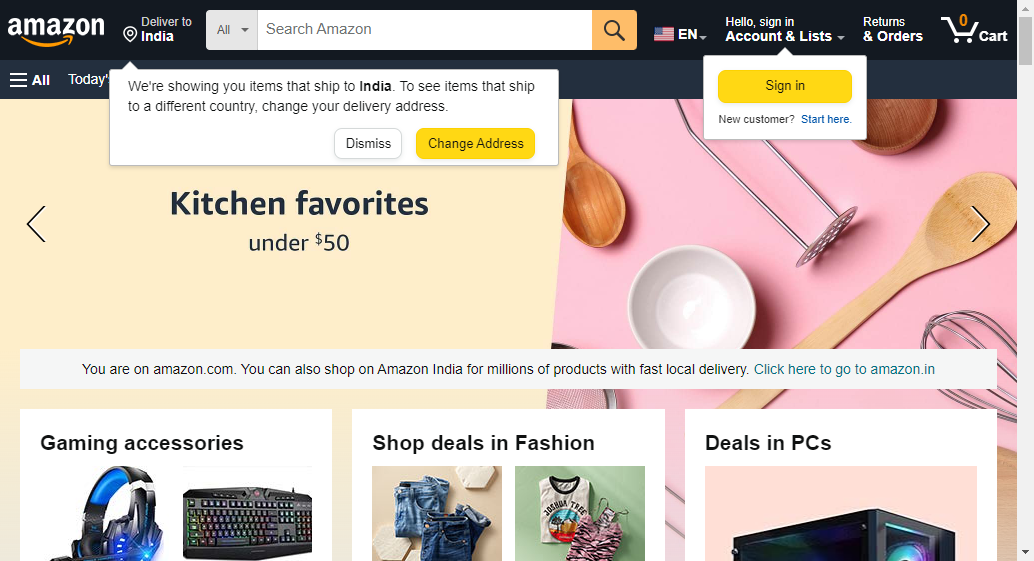 amazon
Deliver to
India
All
Search Amazon
EN
Hello, sign in
Account & Lists
Returns
& Orders
0
Cart
All
Today's
We're showing you items that ship to India. To see items that ship
to a different country, change your delivery address.
Dismiss
Change Address
Sign in
New customer? Start here.
Kitchen favorites
under $50
You are on amazon.com. You can also shop on Amazon India for millions of products with fast local delivery. Click here to go to amazon.in
Gaming accessories
Shop deals in Fashion
Deals in PCs
JOSHUA TREE